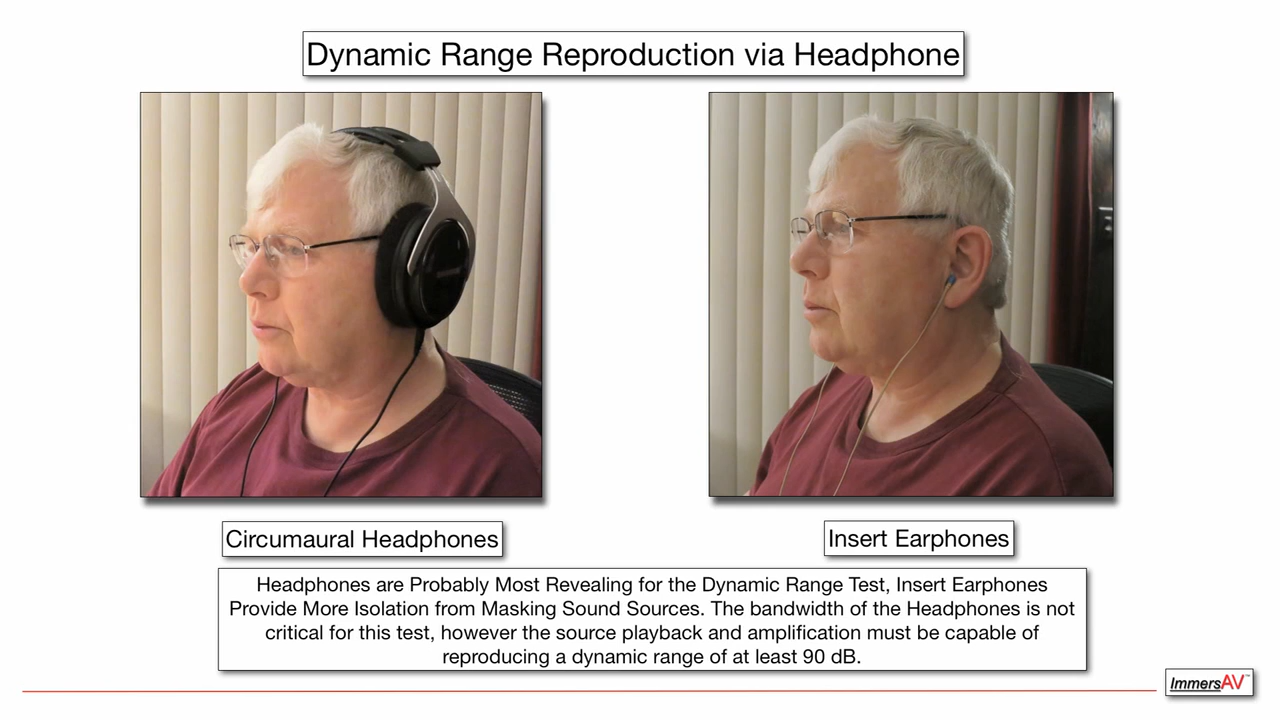 Dynamic Range Reproduction via Headphone
Circumaural Headphones
Insert Earphones
Headphones are Probably Most Revealing for the Dynamic Range Test, Insert Earphones
Provide More Isolation from Masking Sound Sources. The bandwidth of the Headphones is not
critical for this test, however the source playback and amplification must be capable of
reproducing a dynamic range of at least 90 dB.
ImmersAV™